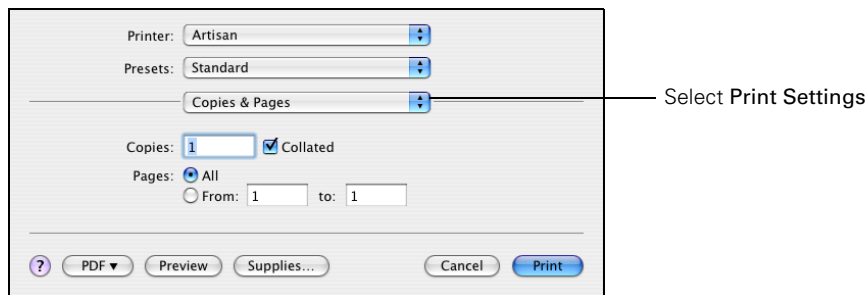 Printer: Artisan
Presets: Standard
Copies & Pages
Select Print Settings
Copies: 1 Collated
Pages: All
From: 1 to: 1
? PDF ▼ Preview Supplies... Cancel Print